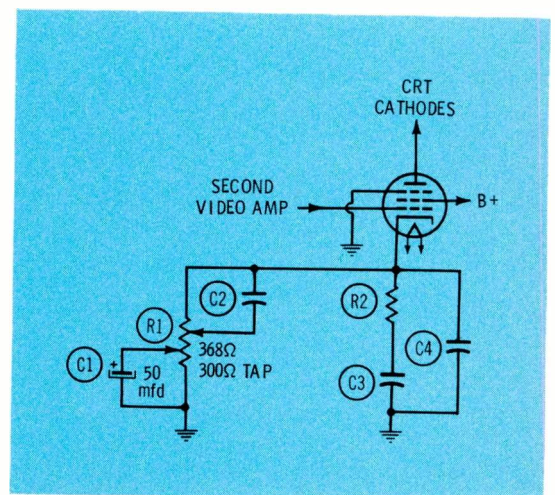 CRT
CATHODES
SECOND
VIDEO AMP
B+
C2
R2
R1
C4
368Ω
300Ω TAP
C1
+
50
mfd
C3